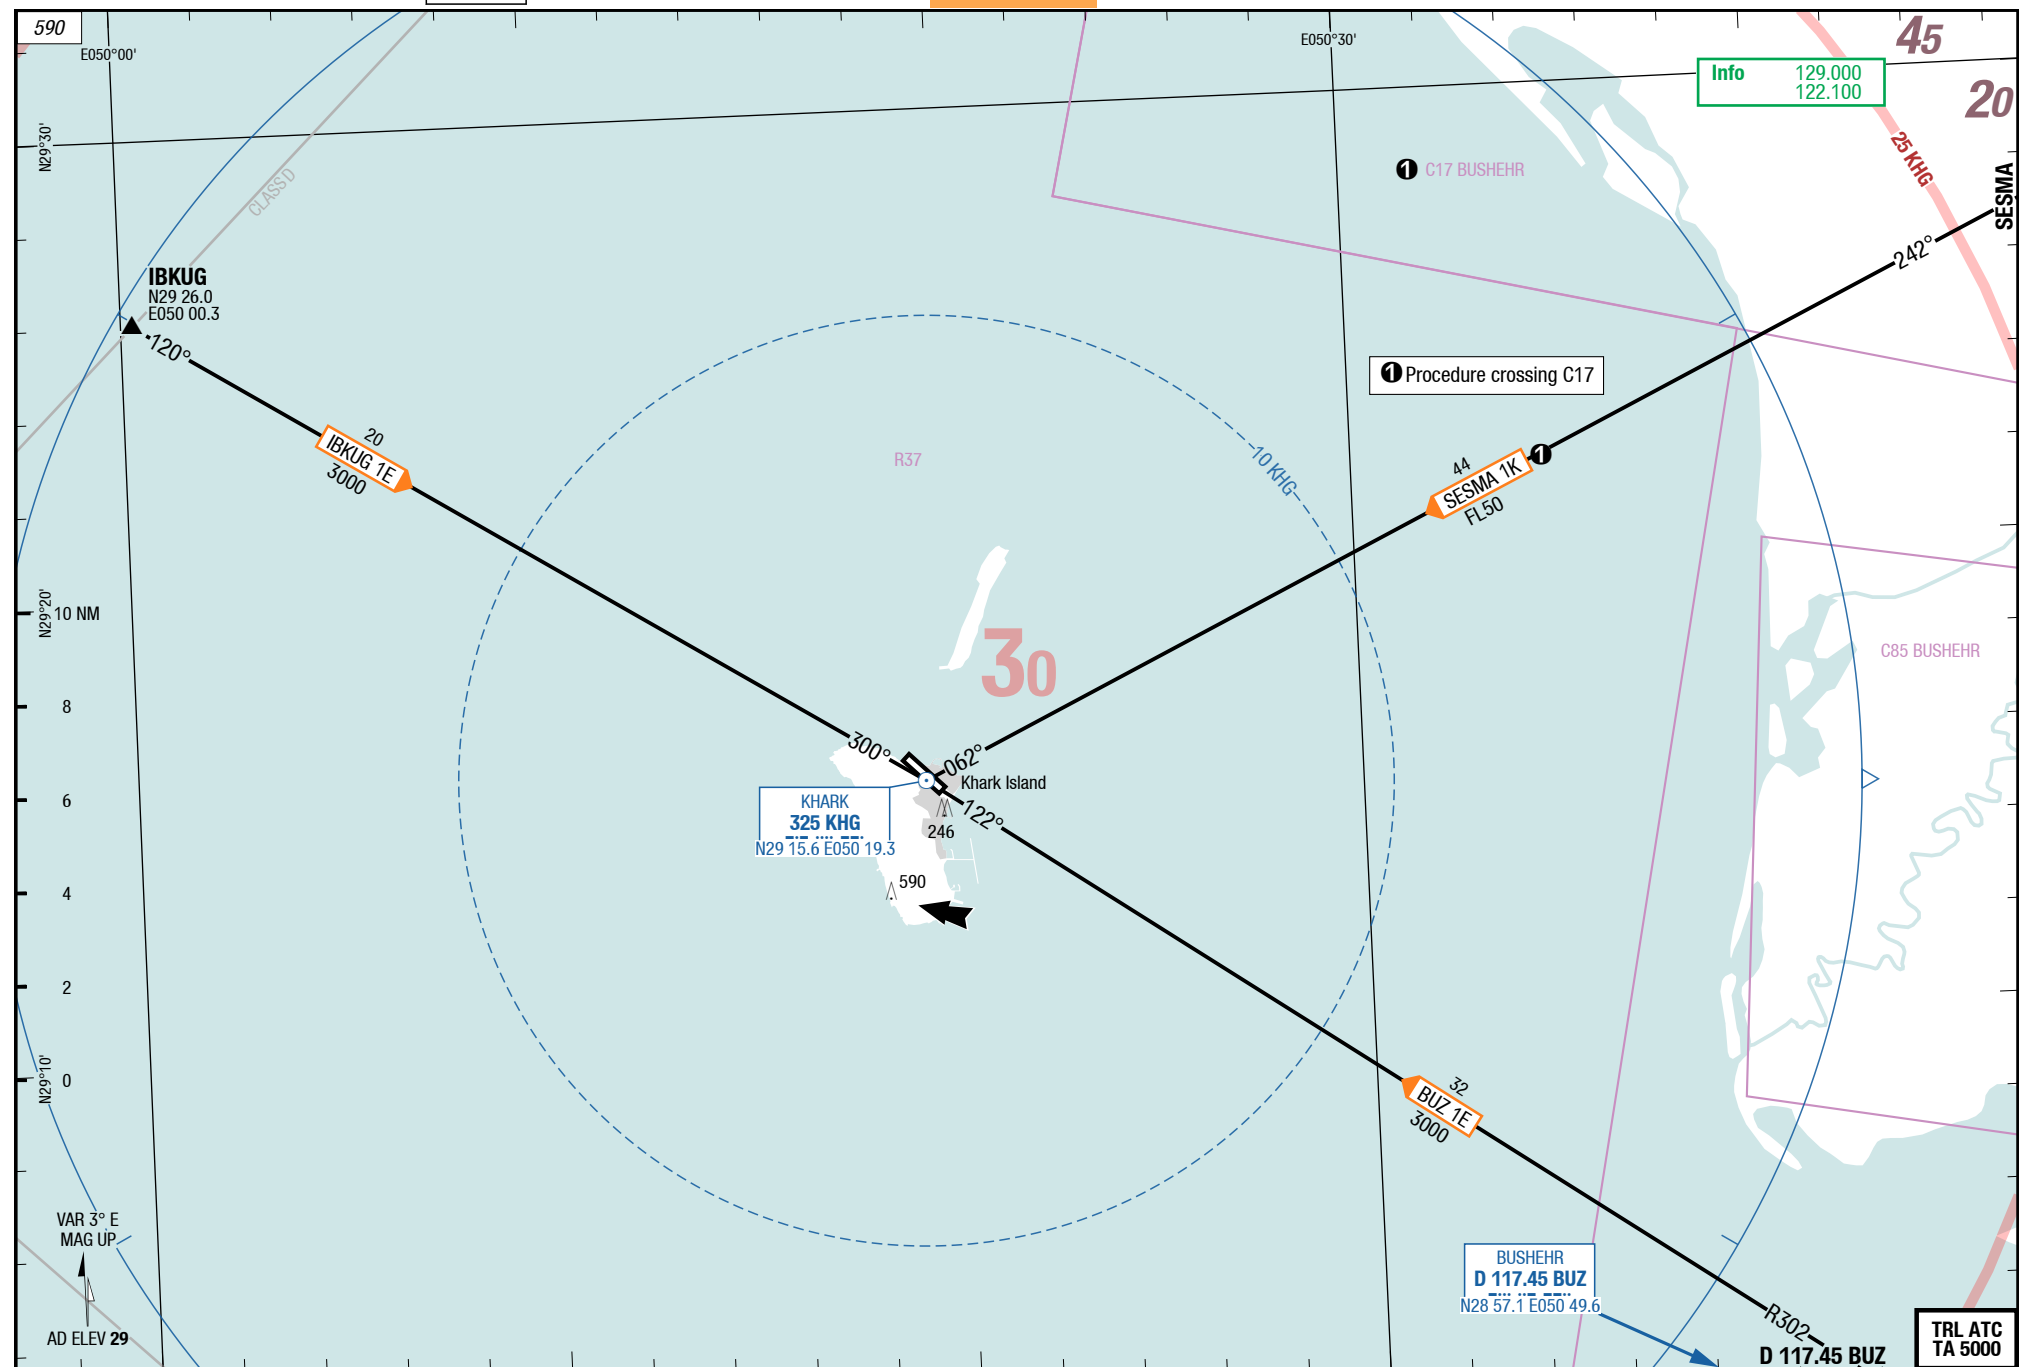 590
E050°00'
E050°30'
45
Info 129.000
122.100
20
N29°30'
CLASS D
❶ C17 BUSHEHR
25 KHG
SESMA
242°
IBKUG
N29 26.0
E050 00.3
120°
❶ Procedure crossing C17
20
IBKUG 1E
3000
R37
10 KHG
44
SESMA 1K ❶
FL50
N29°20'
10 NM
30
C85 BUSHEHR
8
300°
062°
Khark Island
6
KHARK
325 KHG
N29 15.6 E050 19.3
122°
246
590
4
2
N29°10'
0
32
BUZ 1E
3000
VAR 3° E
MAG UP
AD ELEV 29
BUSHEHR
D 117.45 BUZ
N28 57.1 E050 49.6
R302
D 117.45 BUZ
TRL ATC
TA 5000